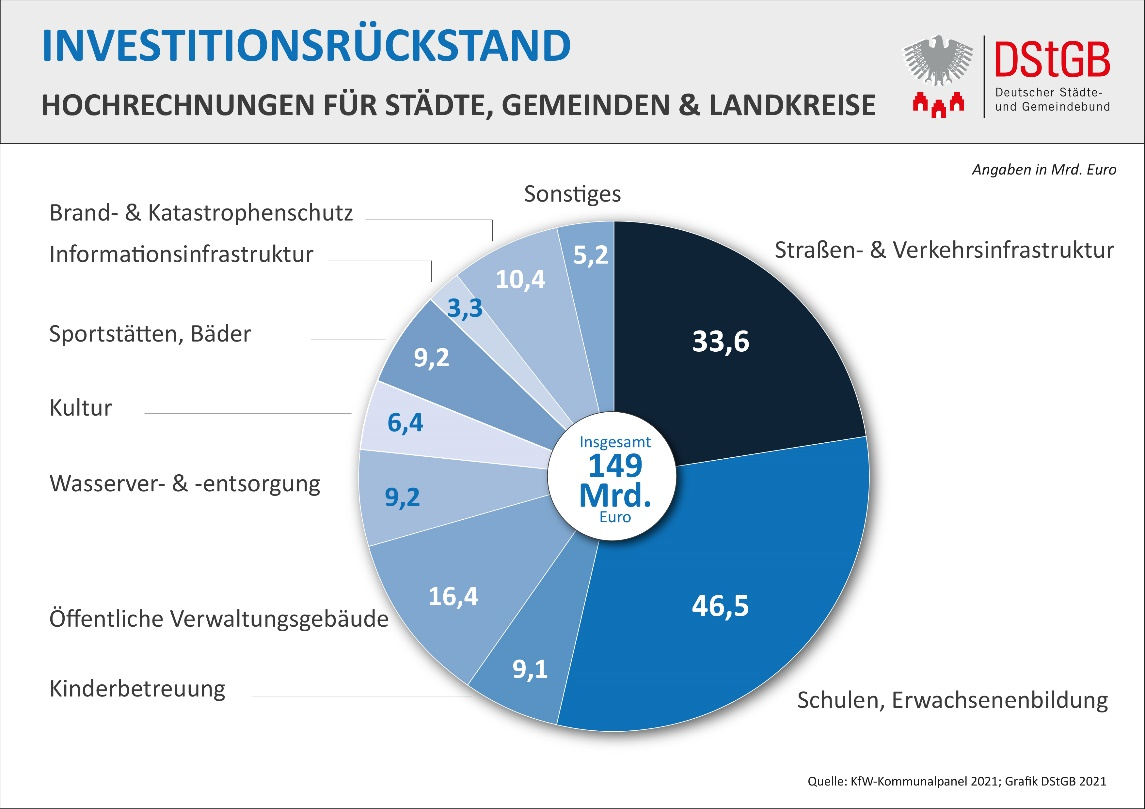 INVESTITIONSRÜCKSTAND
HOCHRECHNUNGEN FÜR STÄDTE, GEMEINDEN & LANDKREISE
DStGB
Deutscher Städte-
und Gemeindebund
Angaben in Mrd. Euro
Sonstiges
5,2
Straßen- & Verkehrsinfrastruktur
33,6
Schulen, Erwachsenenbildung
46,5
Kinderbetreuung
9,1
Öffentliche Verwaltungsgebäude
16,4
Wasserver- & -entsorgung
9,2
Kultur
6,4
Sportstätten, Bäder
9,2
Informationsinfrastruktur
3,3
Brand- & Katastrophenschutz
10,4
Insgesamt
149
Mrd.
Euro
Quelle: KfW-Kommunalpanel 2021; Grafik DStGB 2021